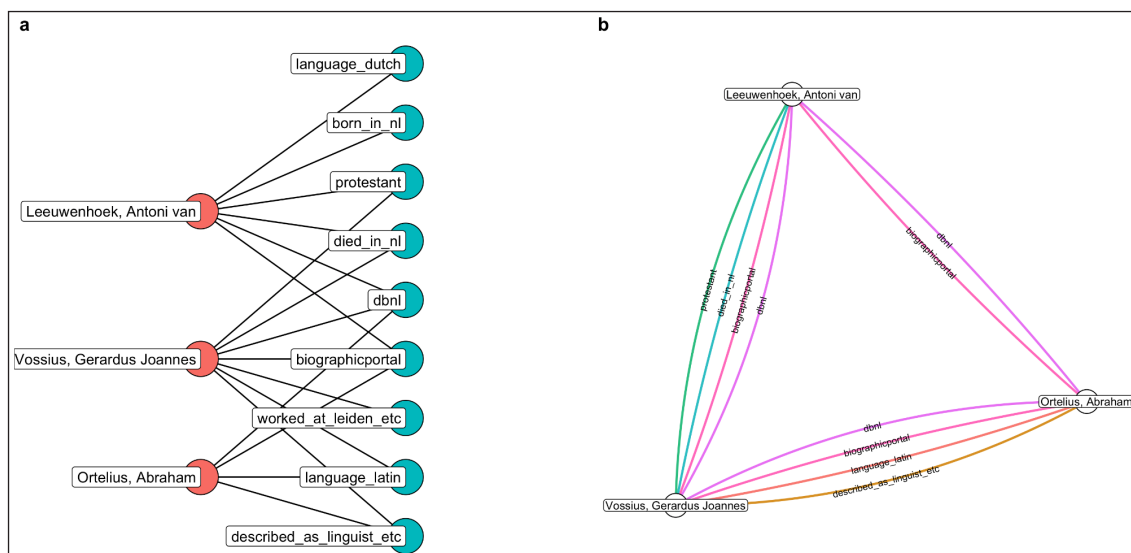 a
language_dutch
born_in_nl
protestant
Leeuwenhoek, Antoni van
died_in_nl
dbnl
Vossius, Gerardus Joannes
biographicportal
worked_at_leiden_etc
Ortelius, Abraham
language_latin
described_as_linguist_etc
b
Leeuwenhoek, Antoni van
protestant
died_in_nl
biographicportal
dbnl
dbnl
biographicportal
Ortelius, Abraham
dbnl
biographicportal
language_latin
described_as_linguist_etc
Vossius, Gerardus Joannes